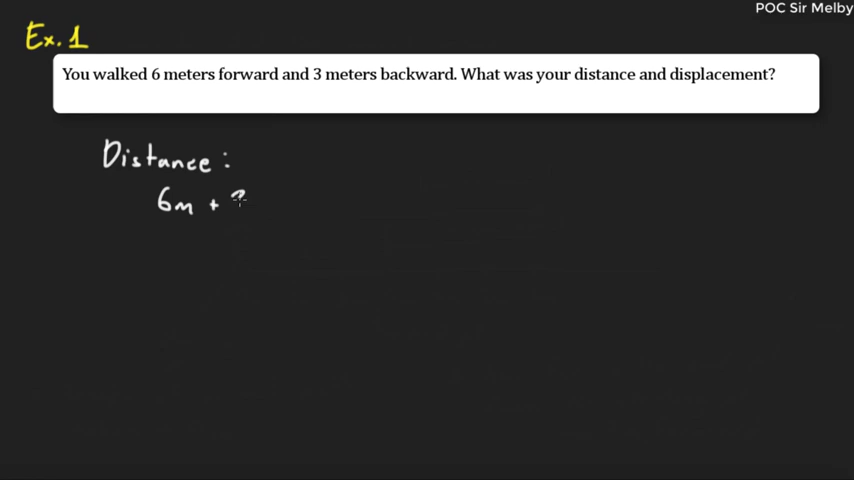 POC Sir Melby
Ex. 1
You walked 6 meters forward and 3 meters backward. What was your distance and displacement?
Distance :
6m +